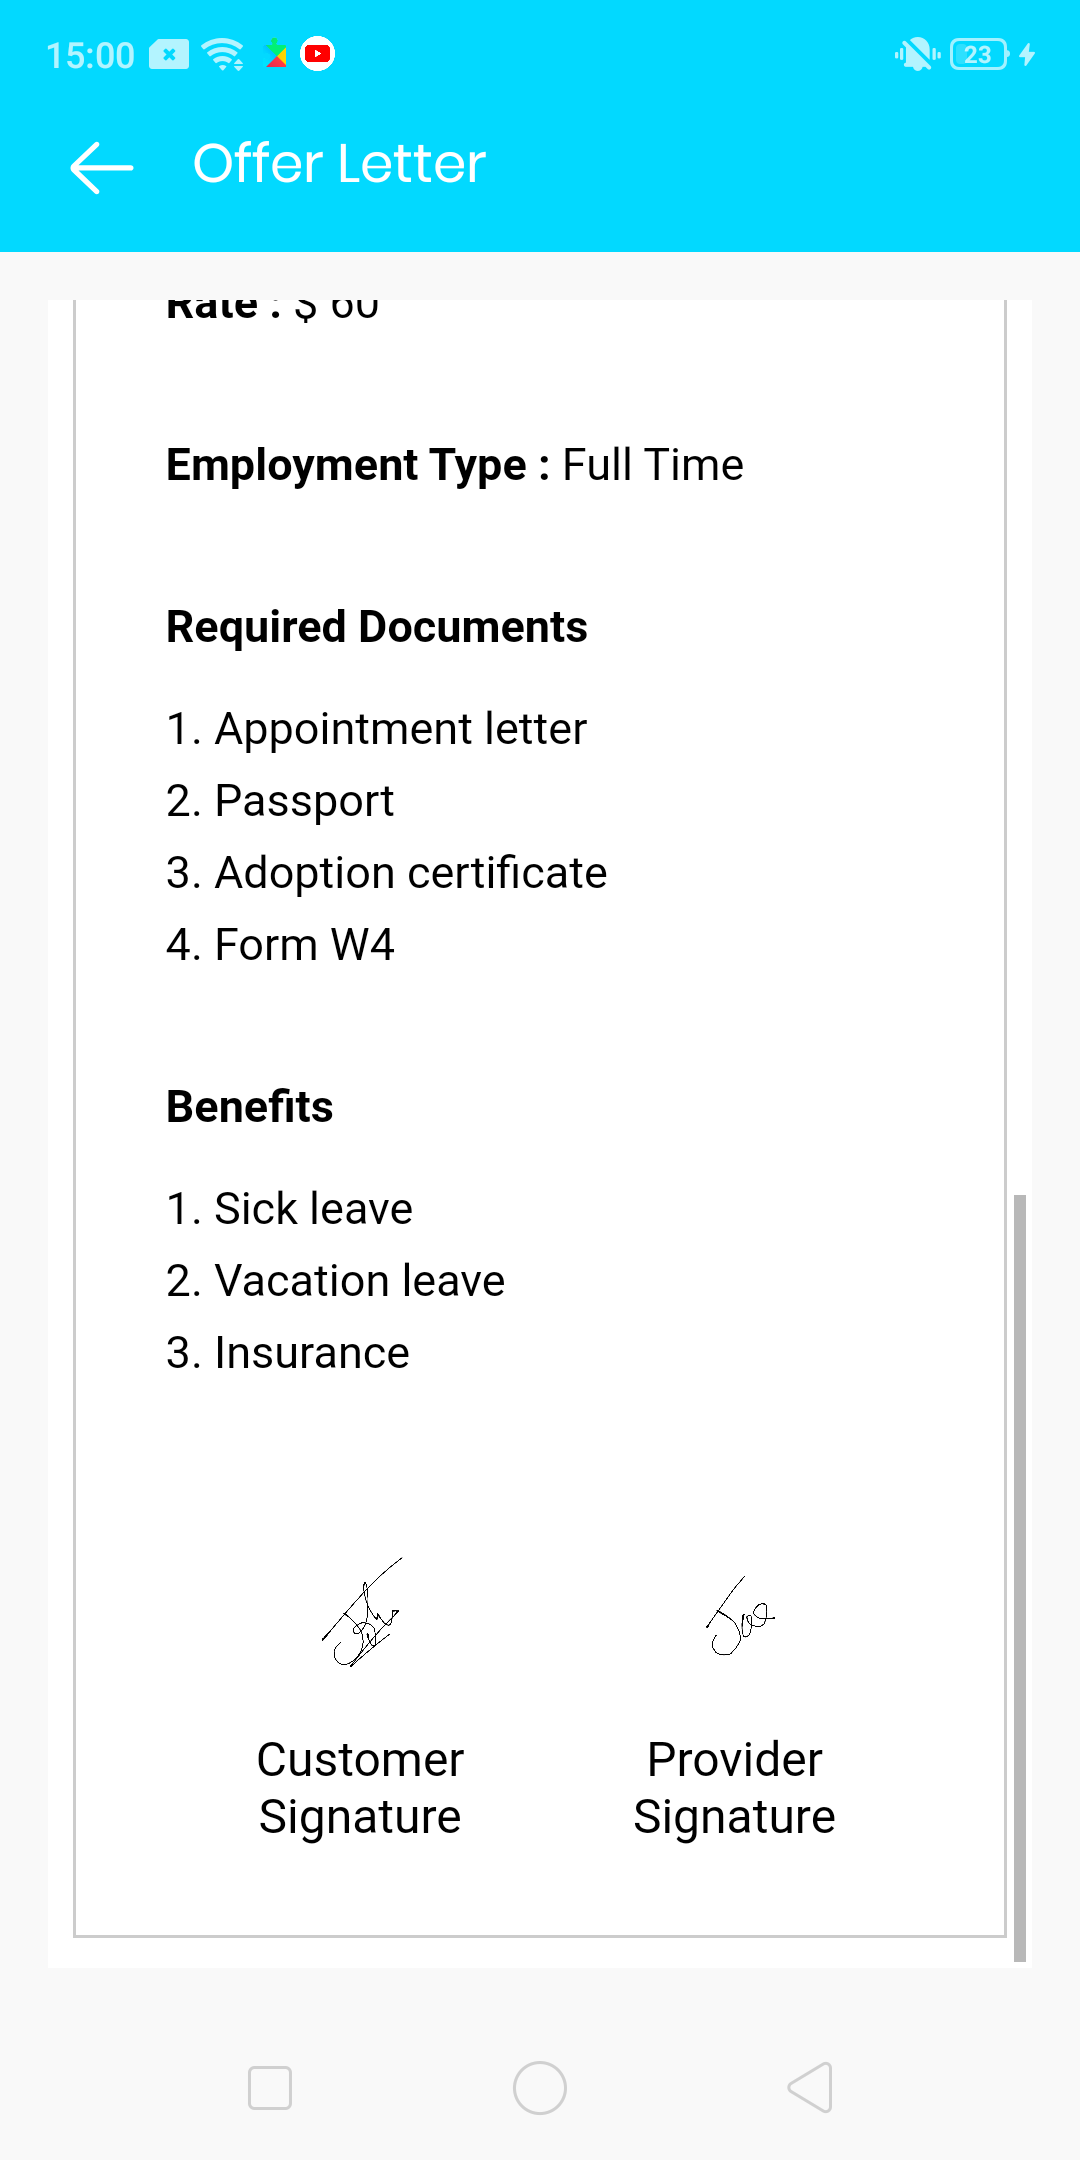 15:00
23
Offer Letter
Rate : $ 60
Employment Type : Full Time
Required Documents
1. Appointment letter
2. Passport
3. Adoption certificate
4. Form W4
Benefits
1. Sick leave
2. Vacation leave
3. Insurance
Customer Signature
Provider Signature